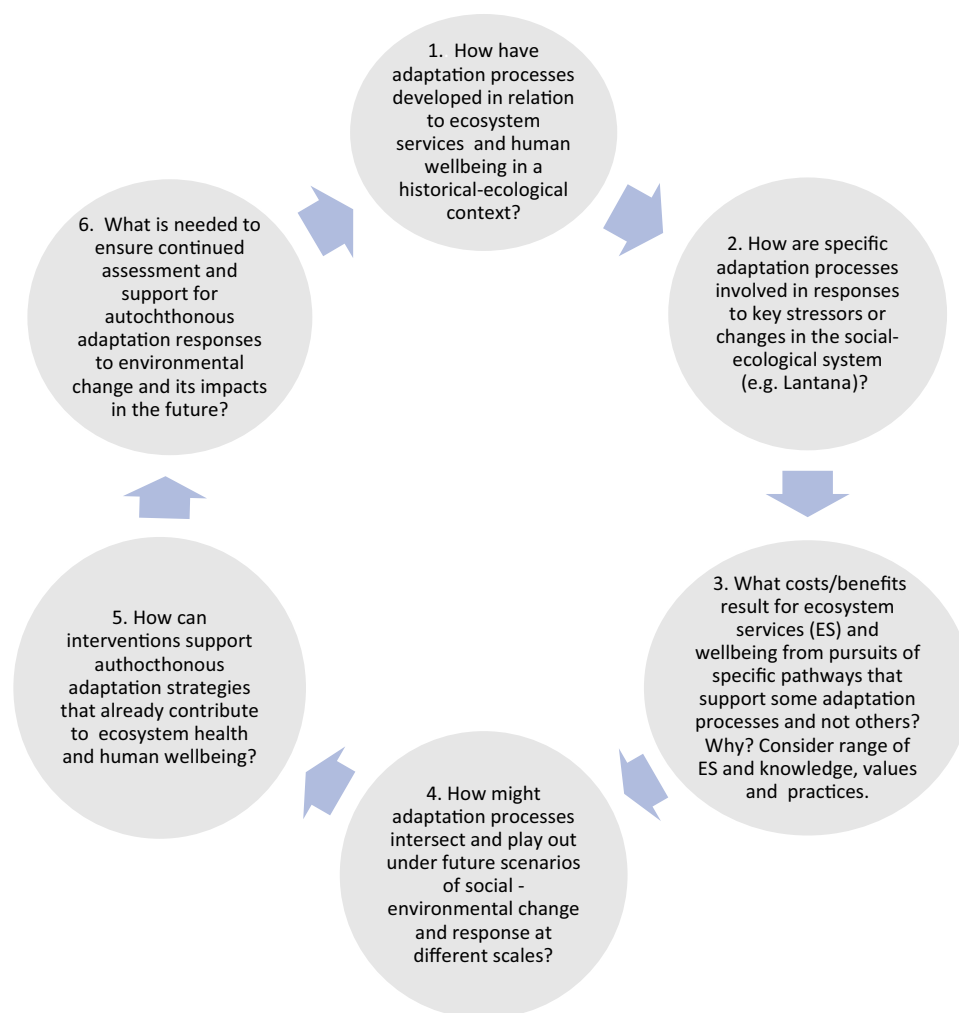 1. How have
adaptation processes
developed in relation
to ecosystem
services and human
wellbeing in a
historical-ecological
context?
2. How are specific
adaptation processes
involved in responses
to key stressors or
changes in the social-
ecological system
(e.g. Lantana)?
3. What costs/benefits
result for ecosystem
services (ES) and
wellbeing from pursuits of
specific pathways that
support some adaptation
processes and not others?
Why? Consider range of
ES and knowledge, values
and practices.
4. How might
adaptation processes
intersect and play out
under future scenarios
of social -
environmental change
and response at
different scales?
5. How can
interventions support
authocthonous
adaptation strategies
that already contribute
to ecosystem health
and human wellbeing?
6. What is needed to
ensure continued
assessment and
support for
autochthonous
adaptation responses
to environmental
change and its impacts
in the future?